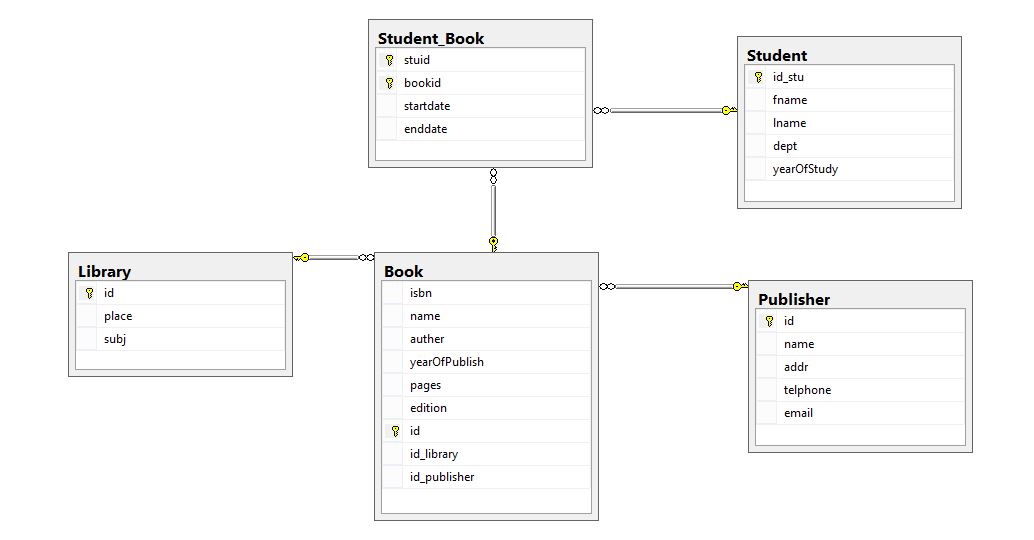 Student_Book
stuid
bookid
startdate
enddate
Student
id_stu
fname
lname
dept
yearOfStudy
Library
id
place
subj
Book
isbn
name
auther
yearOfPublish
pages
edition
id
id_library
id_publisher
Publisher
id
name
addr
telphone
email